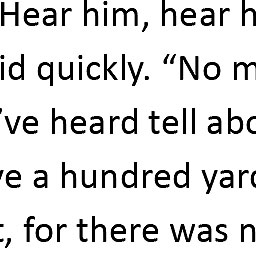 Hear him, hear h
id quickly. “No m
’ve heard tell abo
ve a hundred yard
t, for there was n